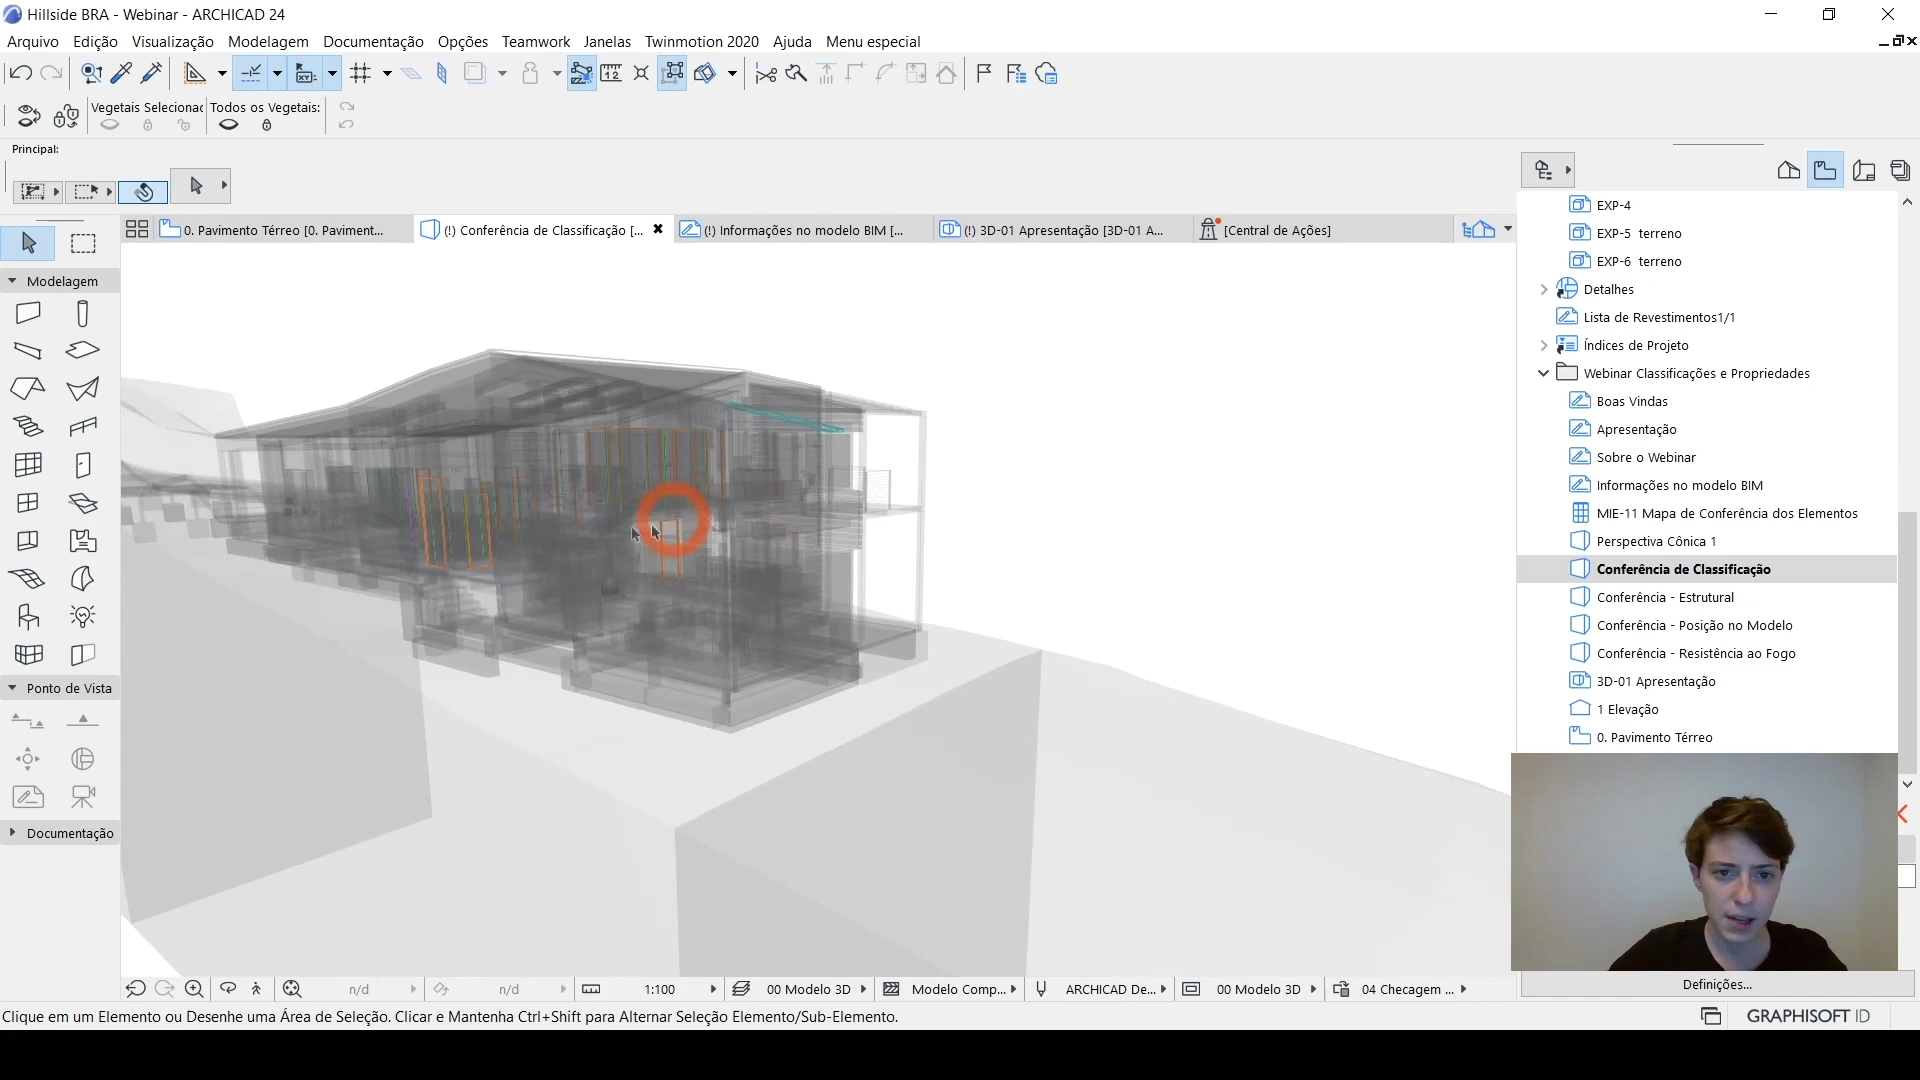 Hillside BRA - Webinar - ARCHICAD 24
Arquivo Edição Visualização Modelagem Documentação Opções Teamwork Janelas Twinmotion 2020 Ajuda Menu especial
Vegetais Selecionac Todos os Vegetais:
Principal:
0. Pavimento Térreo [0. Paviment...
(!) Conferência de Classificação [...
(!) Informações no modelo BIM [...
(!) 3D-01 Apresentação [3D-01 A...
[Central de Ações]
Modelagem
Ponto de Vista
Documentação
EXP-4
EXP-5 terreno
EXP-6 terreno
Detalhes
Lista de Revestimentos1/1
Índices de Projeto
Webinar Classificações e Propriedades
Boas Vindas
Apresentação
Sobre o Webinar
Informações no modelo BIM
MIE-11 Mapa de Conferência dos Elementos
Perspectiva Cônica 1
Conferência de Classificação
Conferência - Estrutural
Conferência - Posição no Modelo
Conferência - Resistência ao Fogo
3D-01 Apresentação
1 Elevação
0. Pavimento Térreo
Definições...
n/d n/d 1:100 00 Modelo 3D Modelo Comp... ARCHICAD De... 00 Modelo 3D 04 Checagem ...
Clique em um Elemento ou Desenhe uma Área de Seleção. Clicar e Mantenha Ctrl+Shift para Alternar Seleção Elemento/Sub-Elemento.
GRAPHISOFT ID